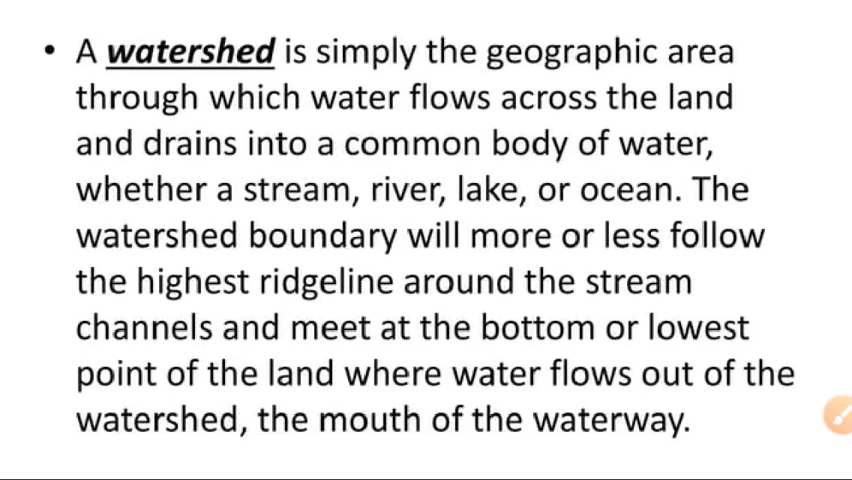 • A watershed is simply the geographic area
through which water flows across the land
and drains into a common body of water,
whether a stream, river, lake, or ocean. The
watershed boundary will more or less follow
the highest ridgeline around the stream
channels and meet at the bottom or lowest
point of the land where water flows out of the
watershed, the mouth of the waterway.